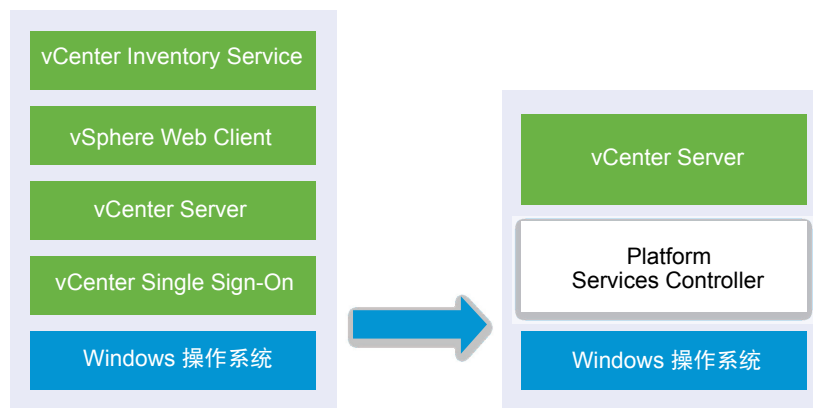 vCenter Inventory Service
vSphere Web Client
vCenter Server
vCenter Single Sign-On
Windows 操作系统
vCenter Server
Platform
Services Controller
Windows 操作系统